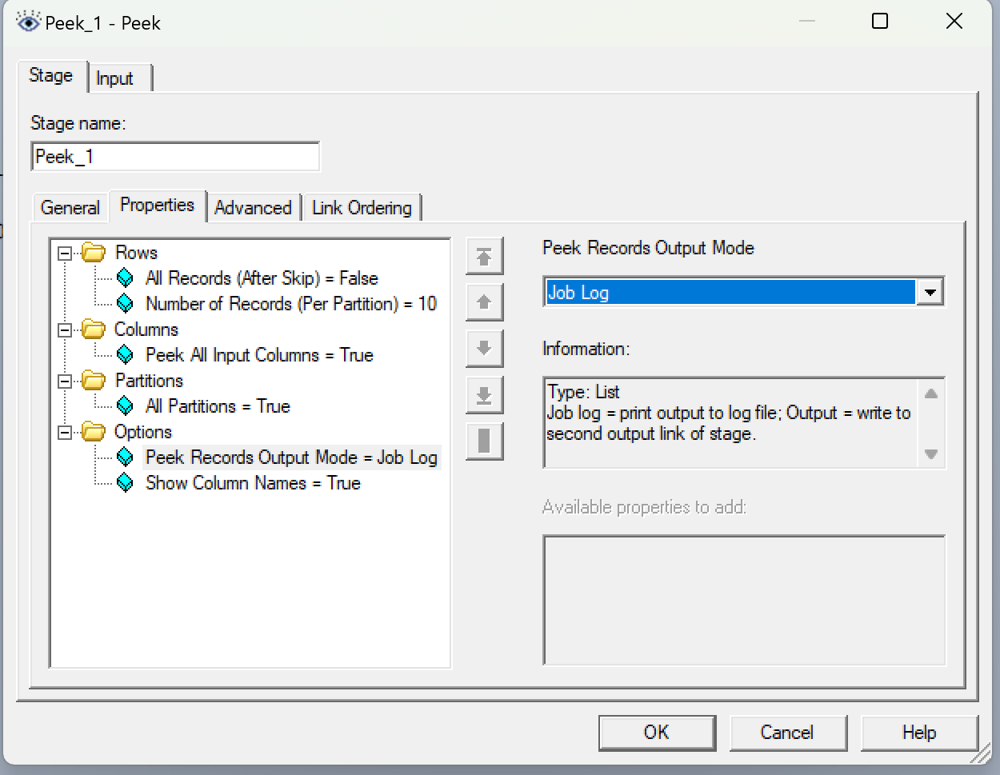 Peek_1 - Peek
Stage
Input
Stage name:
Peek_1
General
Properties
Advanced
Link Ordering
Rows
All Records (After Skip) = False
Number of Records (Per Partition) = 10
Columns
Peek All Input Columns = True
Partitions
All Partitions = True
Options
Peek Records Output Mode = Job Log
Show Column Names = True
Peek Records Output Mode
Job Log
Information:
Type: List
Job log = print output to log file; Output = write to
second output link of stage.
Available properties to add:
OK
Cancel
Help